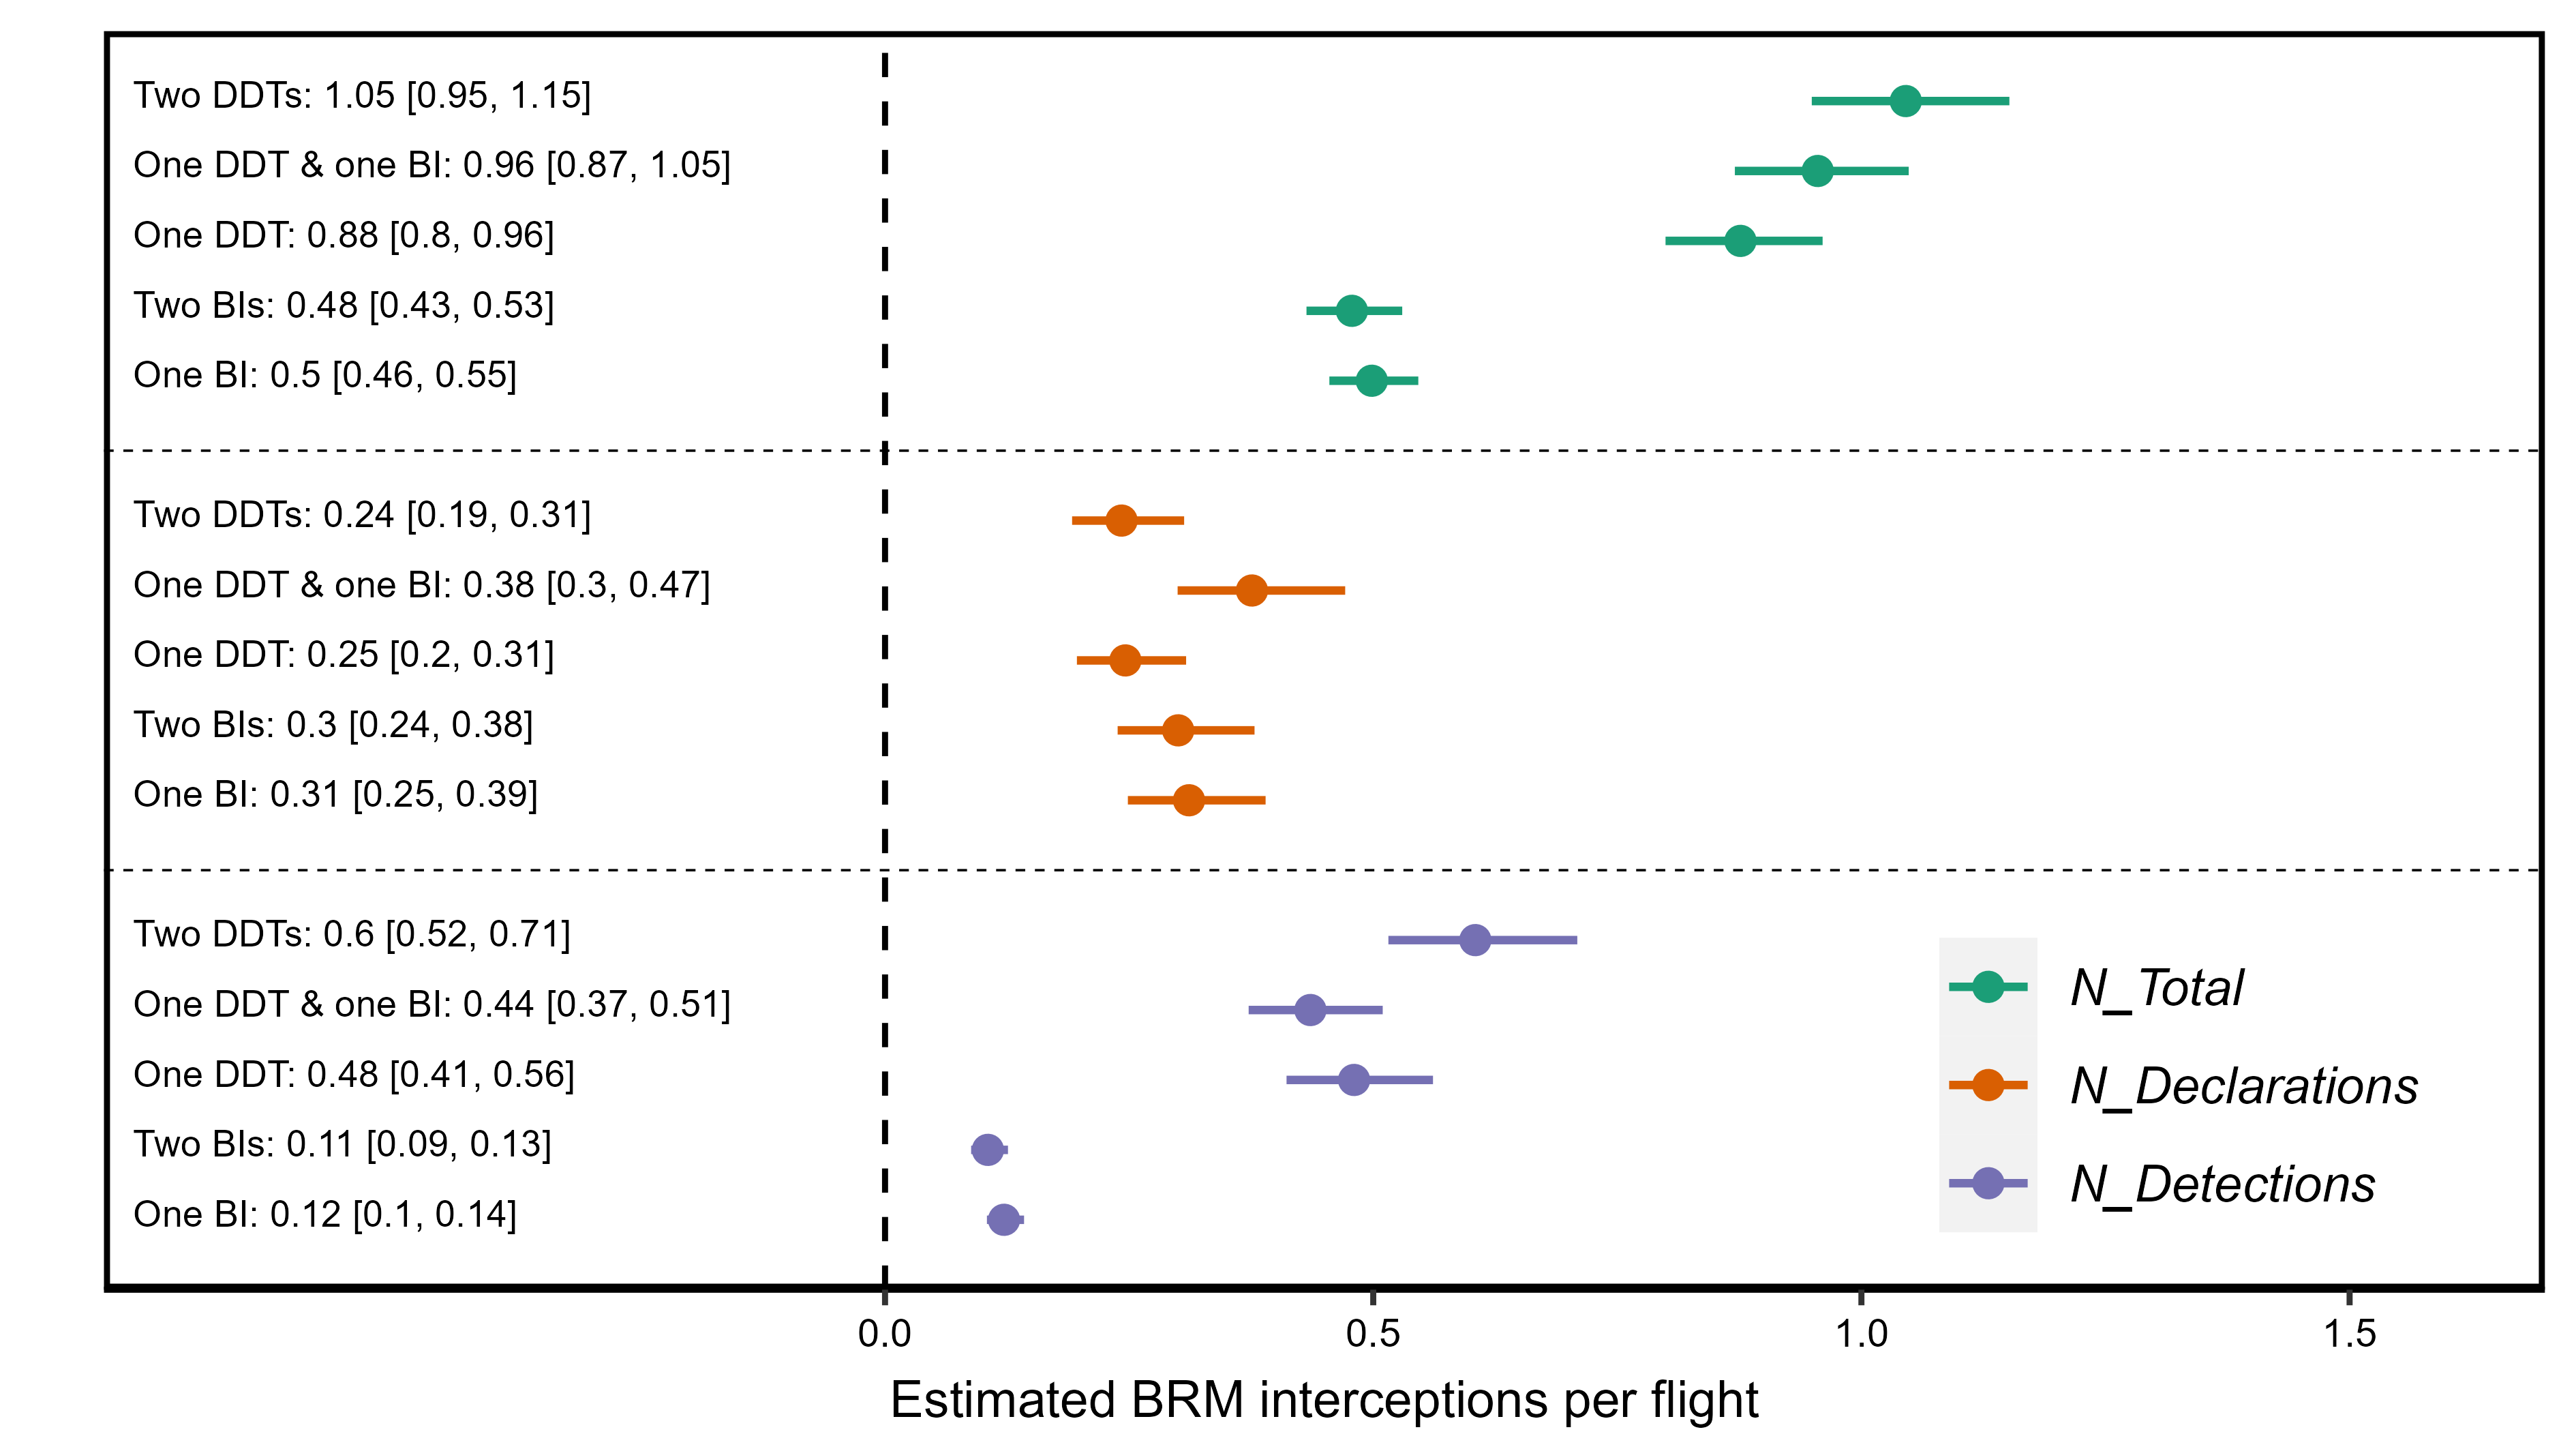 Two DDTs: 1.05 [0.95, 1.15]
One DDT & one BI: 0.96 [0.87, 1.05]
One DDT: 0.88 [0.8, 0.96]
Two BIs: 0.48 [0.43, 0.53]
One BI: 0.5 [0.46, 0.55]
Two DDTs: 0.24 [0.19, 0.31]
One DDT & one BI: 0.38 [0.3, 0.47]
One DDT: 0.25 [0.2, 0.31]
Two BIs: 0.3 [0.24, 0.38]
One BI: 0.31 [0.25, 0.39]
Two DDTs: 0.6 [0.52, 0.71]
One DDT & one BI: 0.44 [0.37, 0.51]
One DDT: 0.48 [0.41, 0.56]
Two BIs: 0.11 [0.09, 0.13]
One BI: 0.12 [0.1, 0.14]
N_Total
N_Declarations
N_Detections
0.0 0.5 1.0 1.5
Estimated BRM interceptions per flight